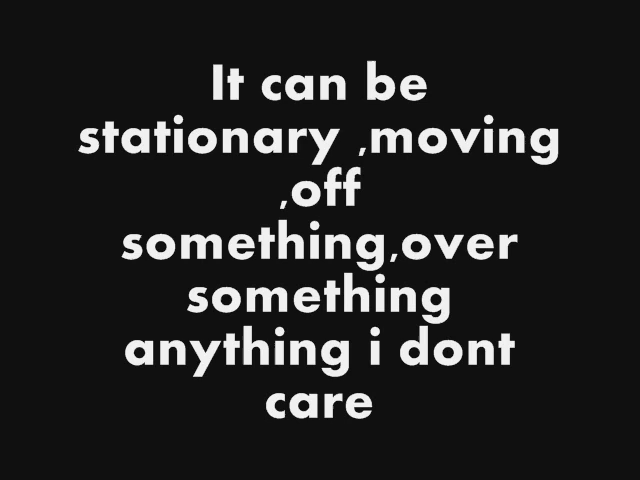 It can be
stationary ,moving
,off
something,over
something
anything i dont
care